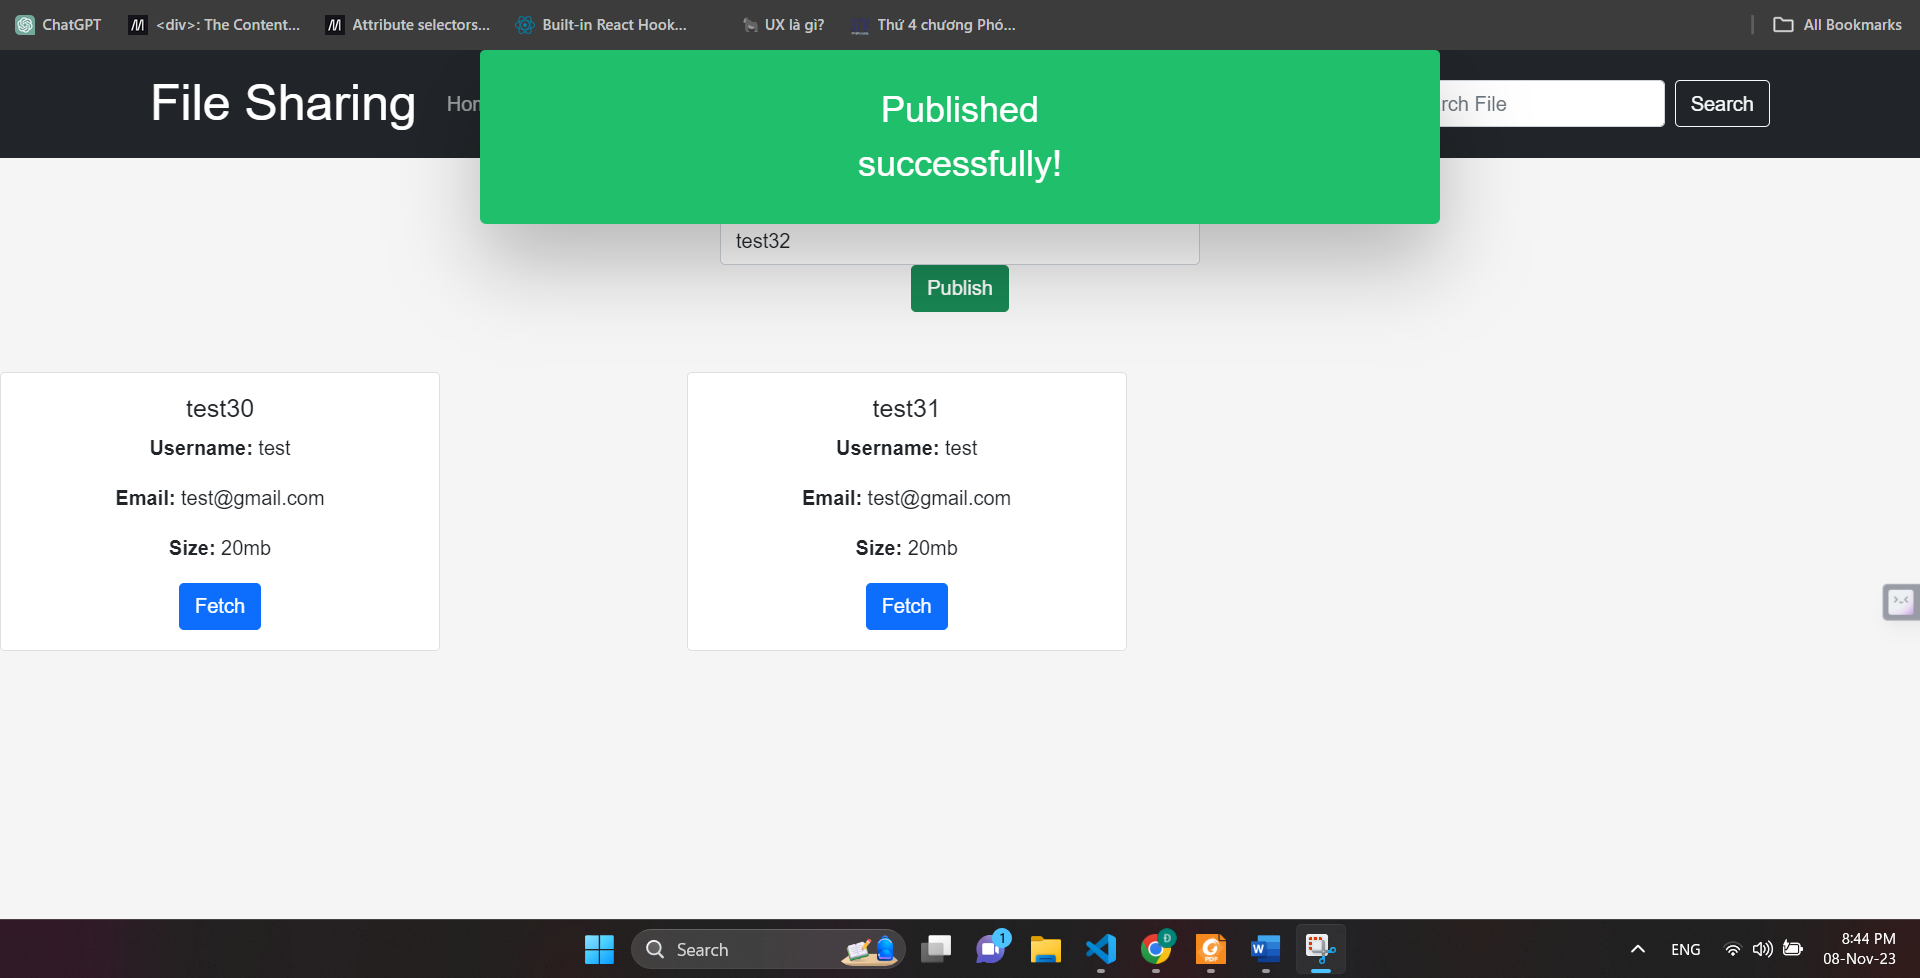 ChatGPT <div>: The Content... Attribute selectors... Built-in React Hook... UX là gì? Thứ 4 chương Phó... All Bookmarks
File Sharing Hor rch File Search
Published
successfully!
test32
Publish
test30 test31
Username: test Username: test
Email: test@gmail.com Email: test@gmail.com
Size: 20mb Size: 20mb
Fetch Fetch
Search 1 Đ PDF W ENG 8:44 PM
08-Nov-23